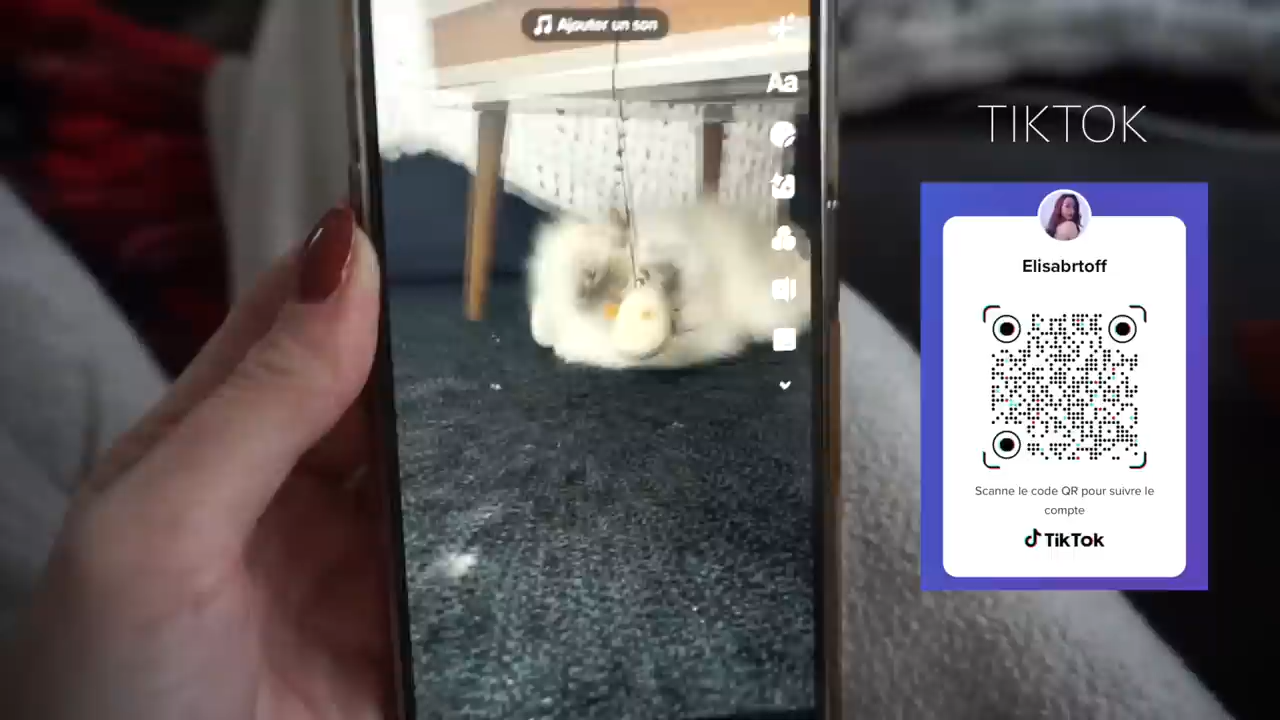 Ajouter un son
Aa
TIKTOK
Elisabrtoff
Scanne le code QR pour suivre le
compte
TikTok